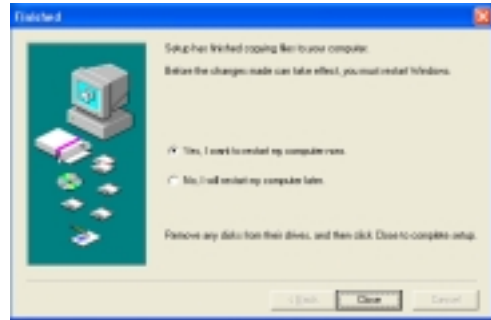 Finished
Setup has finished copying files to your computer.
Before the changes made can take effect, you must restart Windows.
Yes, I want to restart my computer now.
No, I will restart my computer later.
Remove any disks from their drives, and then click Close to complete setup.
< Back
Close
Cancel